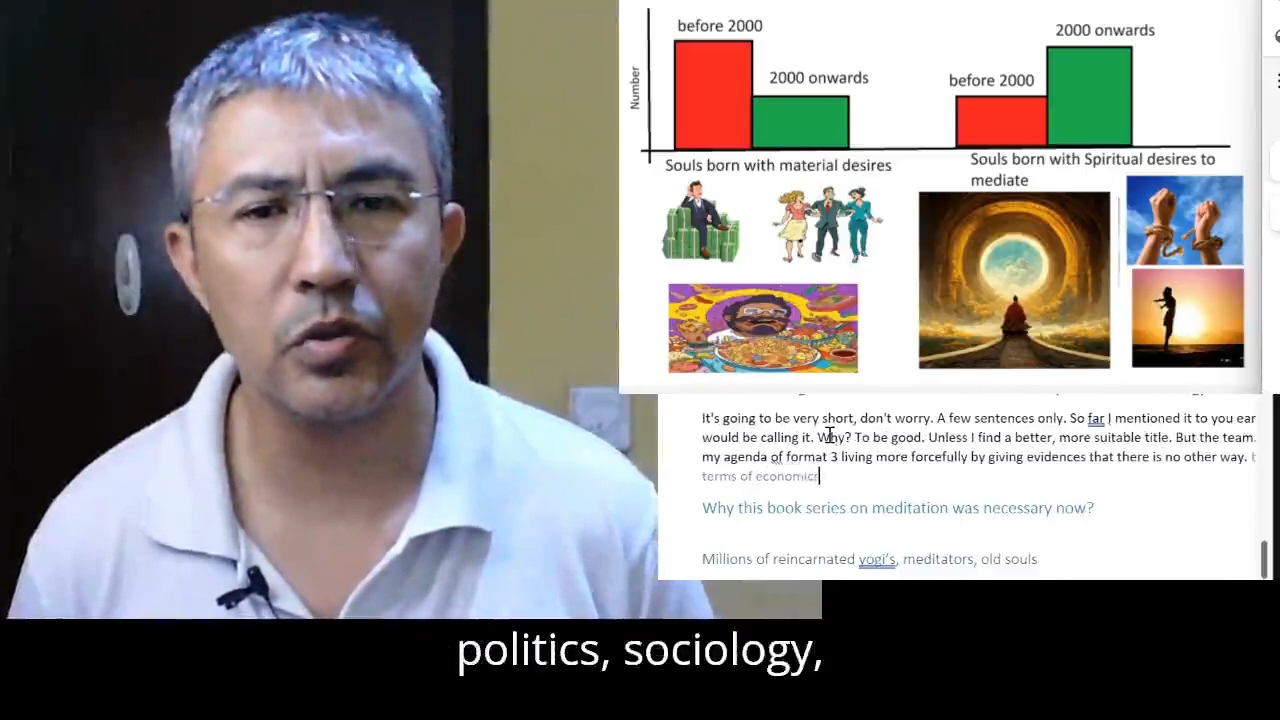 before 2000
2000 onwards
2000 onwards
before 2000
Number
Souls born with material desires
Souls born with Spiritual desires to
mediate
It's going to be very short, don't worry. A few sentences only. So far I mentioned it to you ear
would be calling it. Why? To be good. Unless I find a better, more suitable title. But the team.
my agenda of format 3 living more forcefully by giving evidences that there is no other way.
terms of economics
Why this book series on meditation was necessary now?
Millions of reincarnated yogi's, meditators, old souls
politics, sociology,